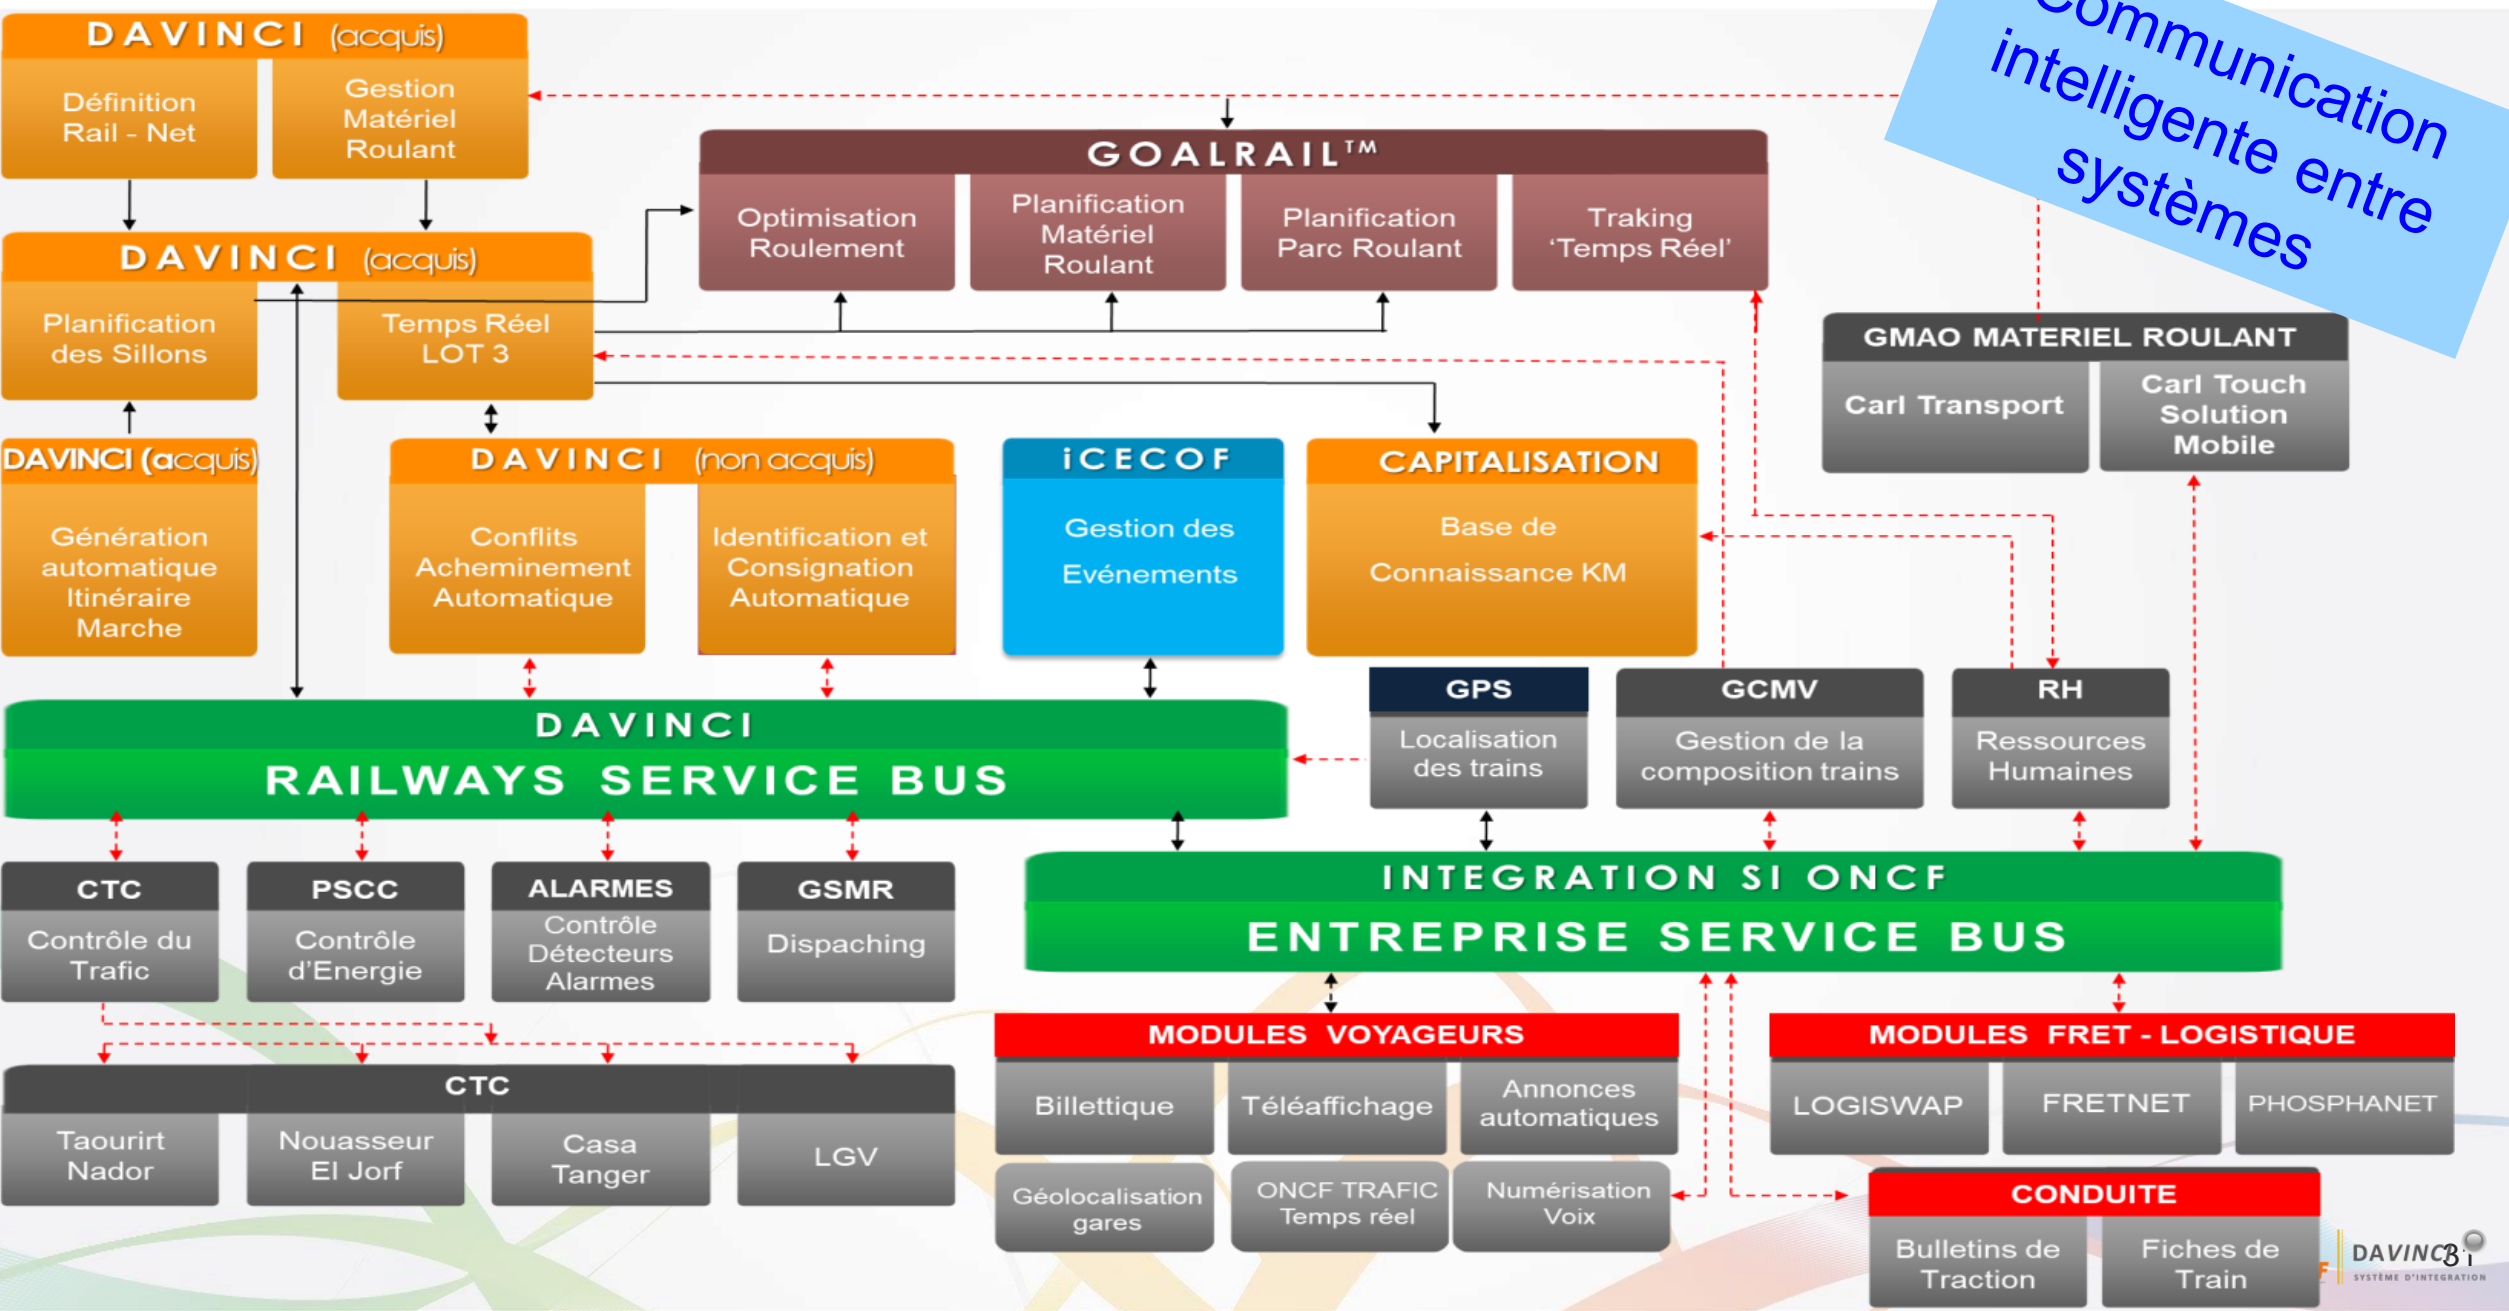 DAVINCI (acquis)
Définition
Rail - Net
Gestion
Matériel
Roulant
Communication
intelligente entre
systèmes
GOALRAIL™
Optimisation
Roulement
Planification
Matériel
Roulant
Planification
Parc Roulant
Traking
‘Temps Réel’
DAVINCI (acquis)
Planification
des Sillons
Temps Réel
LOT 3
GMAO MATERIEL ROULANT
Carl Transport
Carl Touch
Solution
Mobile
DAVINCI (acquis)
Génération
automatique
Itinéraire
Marche
DAVINCI (non acquis)
Conflits
Acheminement
Automatique
Identification et
Consignation
Automatique
iCECOF
Gestion des
Evénements
CAPITALISATION
Base de
Connaissance KM
GPS
Localisation
des trains
GCMV
Gestion de la
composition trains
RH
Ressources
Humaines
DAVINCI
RAILWAYS SERVICE BUS
CTC
Contrôle du
Trafic
PSCC
Contrôle
d’Energie
ALARMES
Contrôle
Détecteurs
Alarmes
GSMR
Dispaching
INTEGRATION SI ONCF
ENTREPRISE SERVICE BUS
CTC
Taourirt
Nador
Nouasseur
El Jorf
Casa
Tanger
LGV
MODULES VOYAGEURS
Billettique
Téléaffichage
Annonces
automatiques
Géolocalisation
gares
ONCF TRAFIC
Temps réel
Numérisation
Voix
MODULES FRET - LOGISTIQUE
LOGISWAP
FRETNET
PHOSPHANET
CONDUITE
Bulletins de
Traction
Fiches de
Train
DAVINCI
SYSTÈME D'INTEGRATION